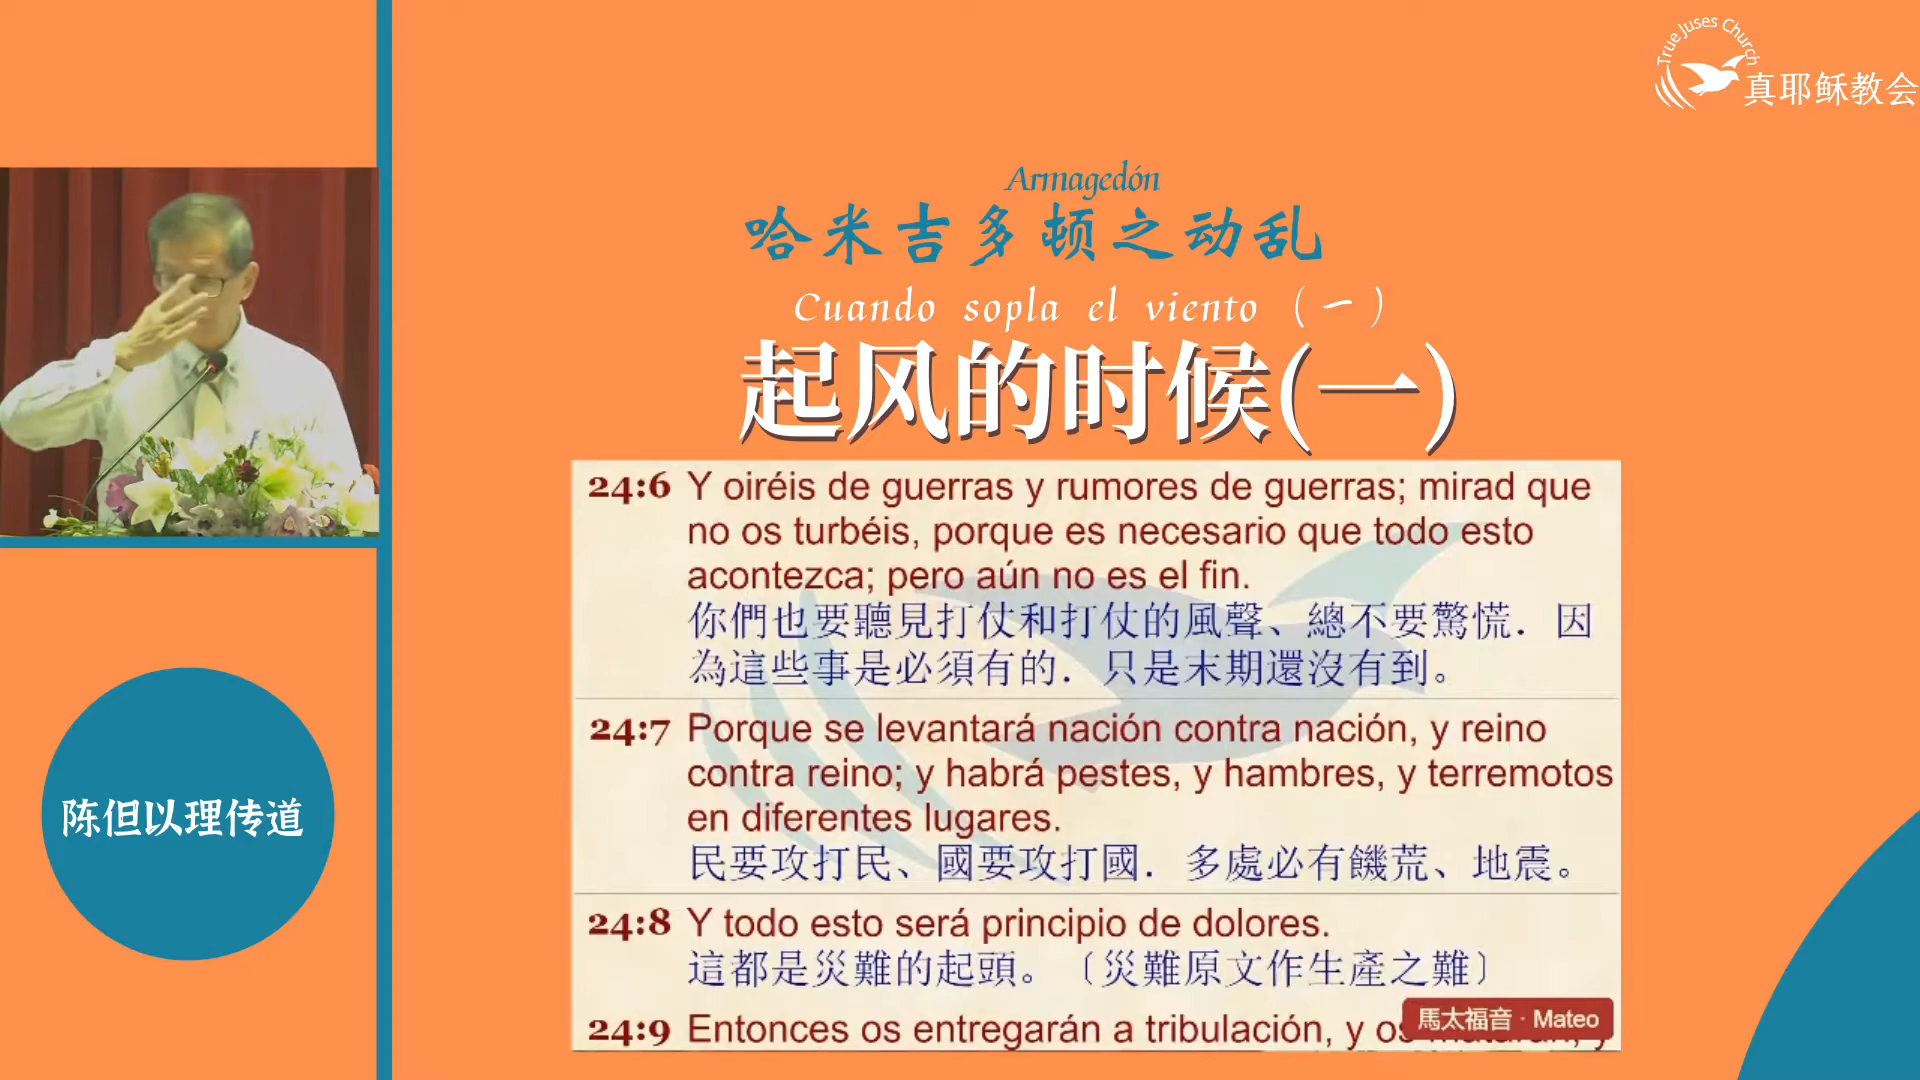 True Juses Church
真耶稣教会
Armagedón
哈米吉多顿之动乱
Cuando sopla el viento (一)
起风的时候(一)
24:6 Y oiréis de guerras y rumores de guerras; mirad que
no os turbéis, porque es necesario que todo esto
acontezca; pero aún no es el fin.
你們也要聽見打仗和打仗的風聲、總不要驚慌．因
為這些事是必須有的．只是末期還沒有到。
24:7 Porque se levantará nación contra nación, y reino
contra reino; y habrá pestes, y hambres, y terremotos
en diferentes lugares.
民要攻打民、國要攻打國．多處必有饑荒、地震。
24:8 Y todo esto será principio de dolores.
這都是災難的起頭。〔災難原文作生產之難〕
24:9 Entonces os entregarán a tribulación, y os
馬太福音 · Mateo
陈但以理传道